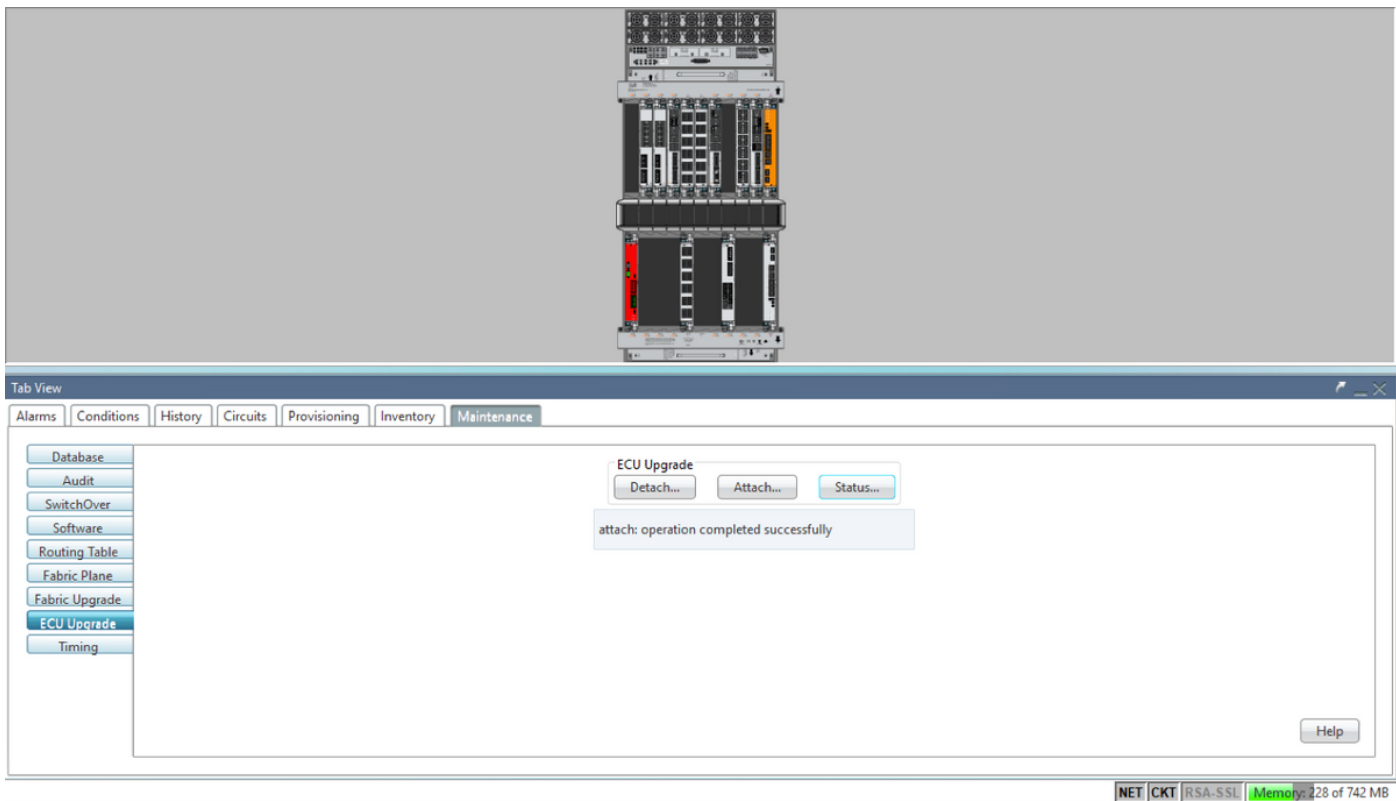 Tab View
Alarms Conditions History Circuits Provisioning Inventory Maintenance
Database
Audit
SwitchOver
Software
Routing Table
Fabric Plane
Fabric Upgrade
ECU Upgrade
Timing
ECU Upgrade
Detach... Attach... Status...
attach: operation completed successfully
Help
NET CKT RSA-SSL Memory: 228 of 742 MB